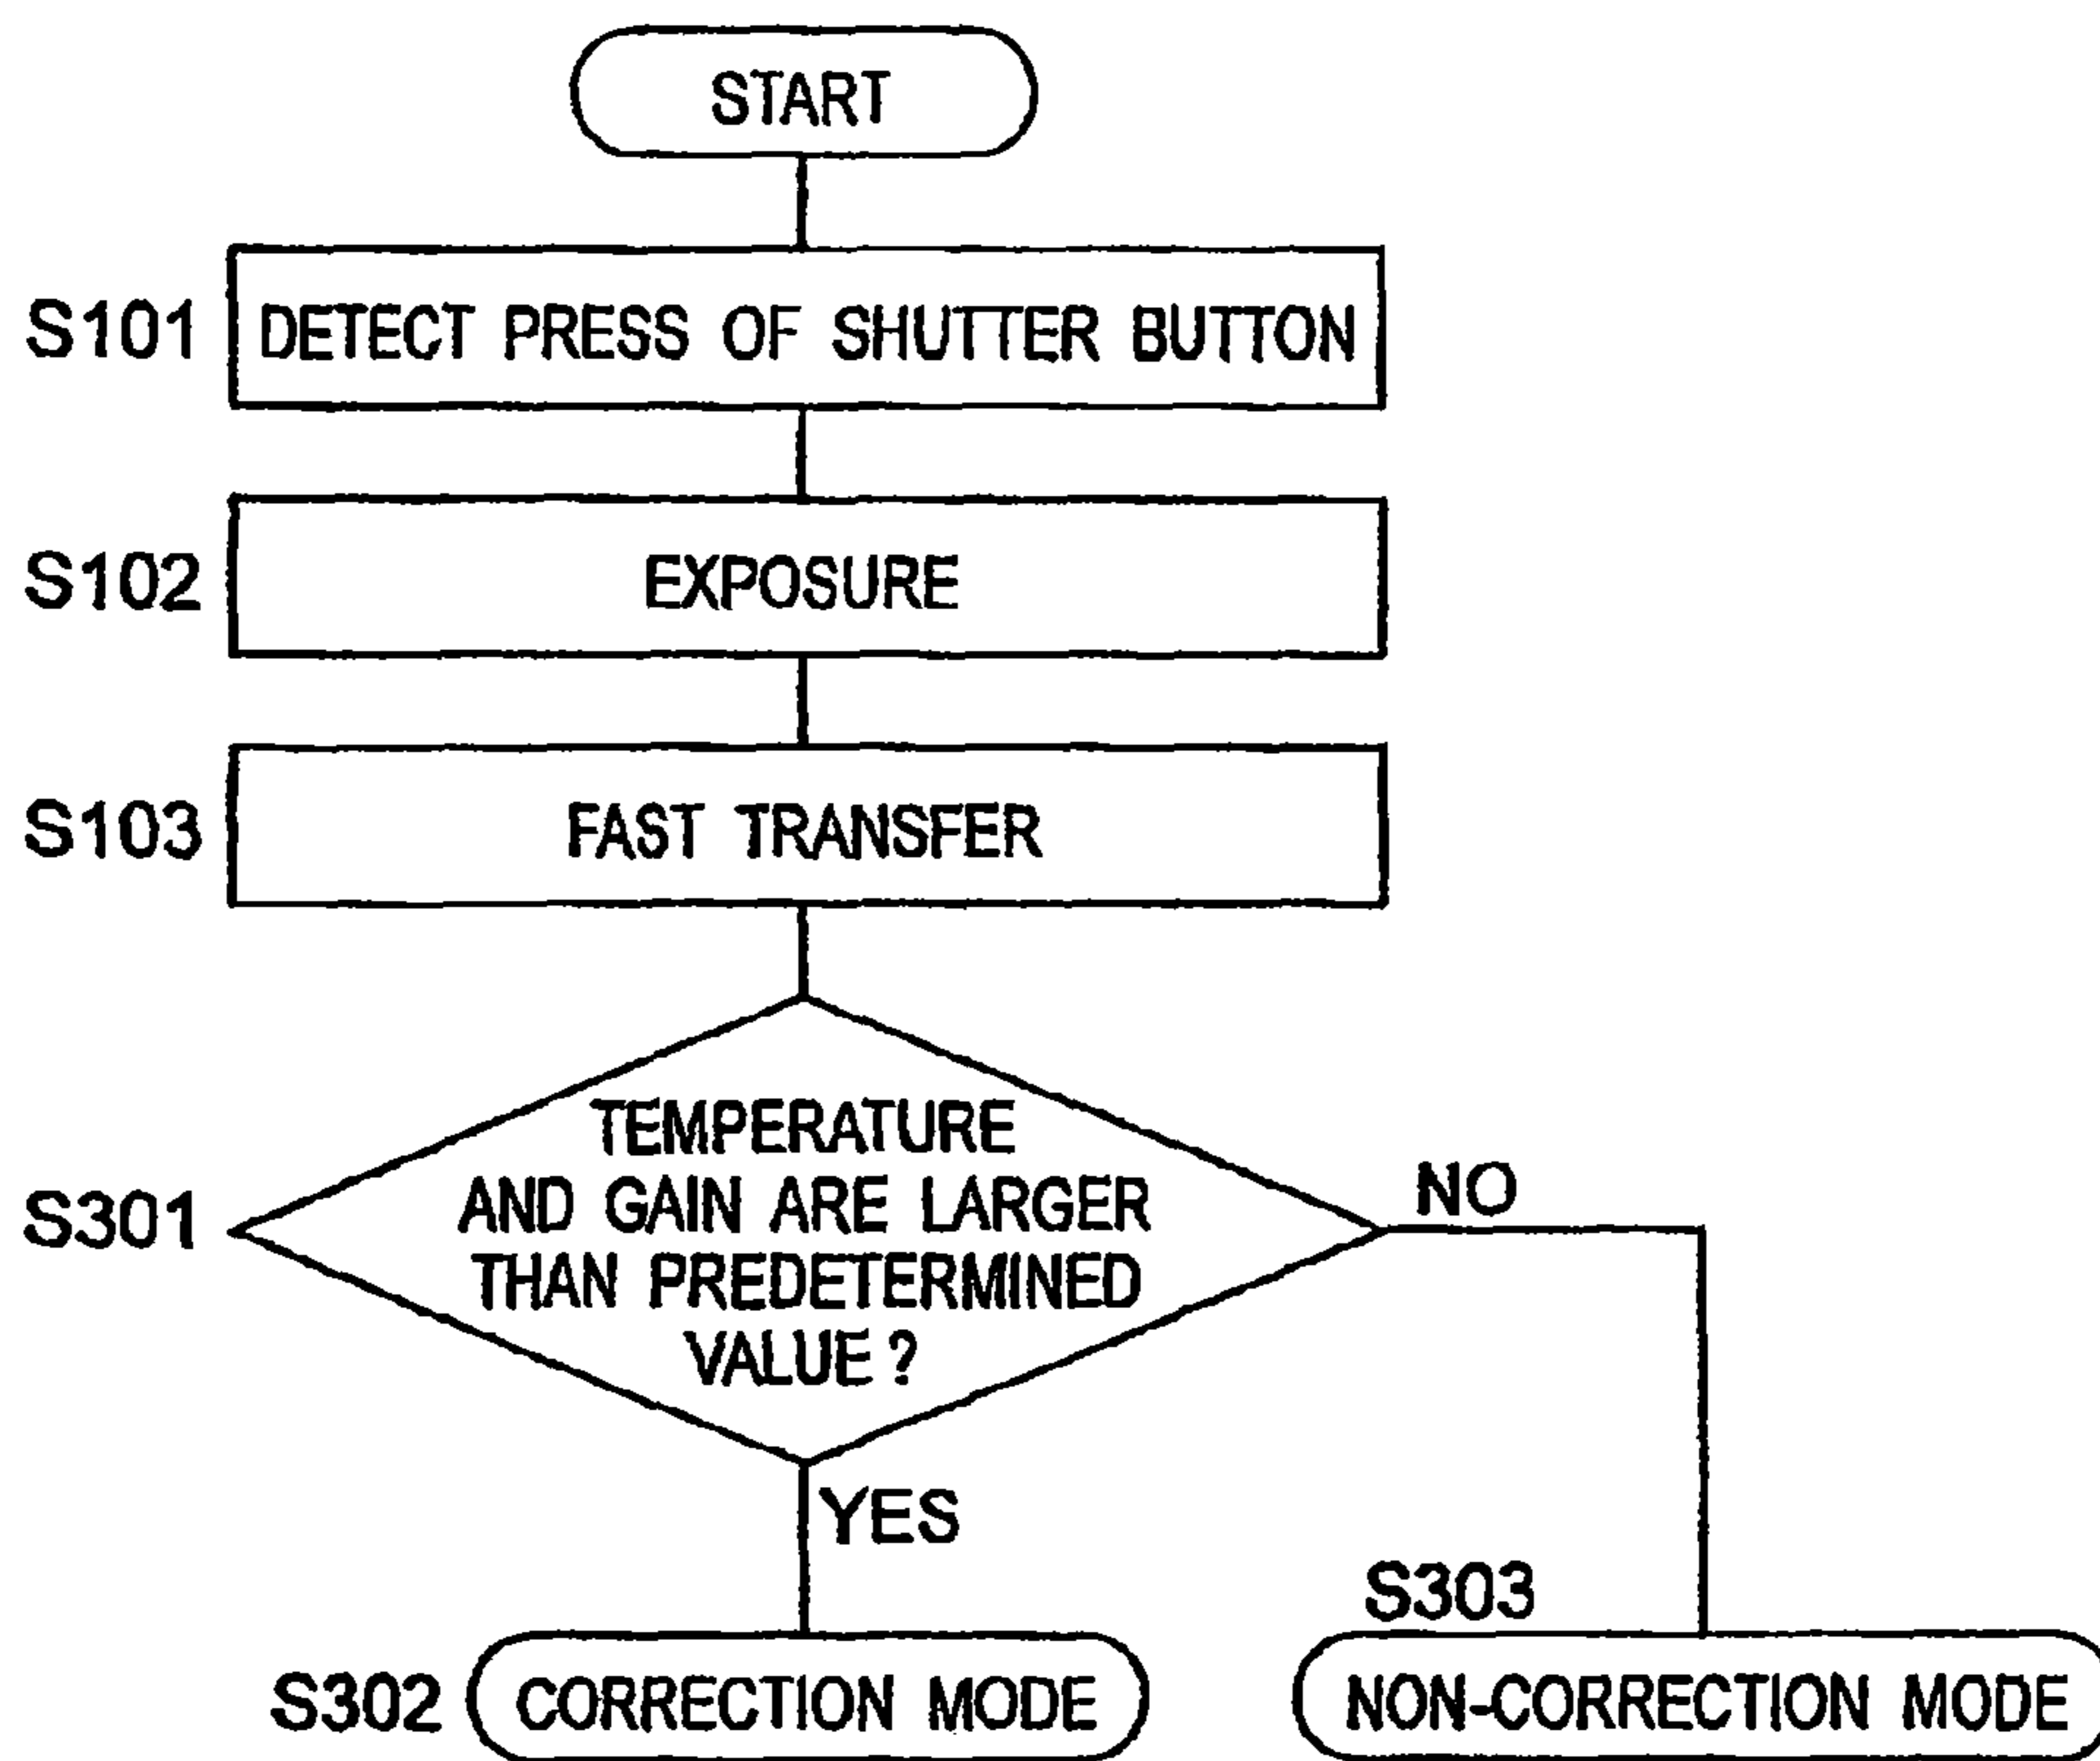 START
S101 DETECT PRESS OF SHUTTER BUTTON
S102 EXPOSURE
S103 FAST TRANSFER
S301
TEMPERATURE
AND GAIN ARE LARGER
THAN PREDETERMINED
VALUE ?
NO
YES
S302 CORRECTION MODE
S303
NON-CORRECTION MODE